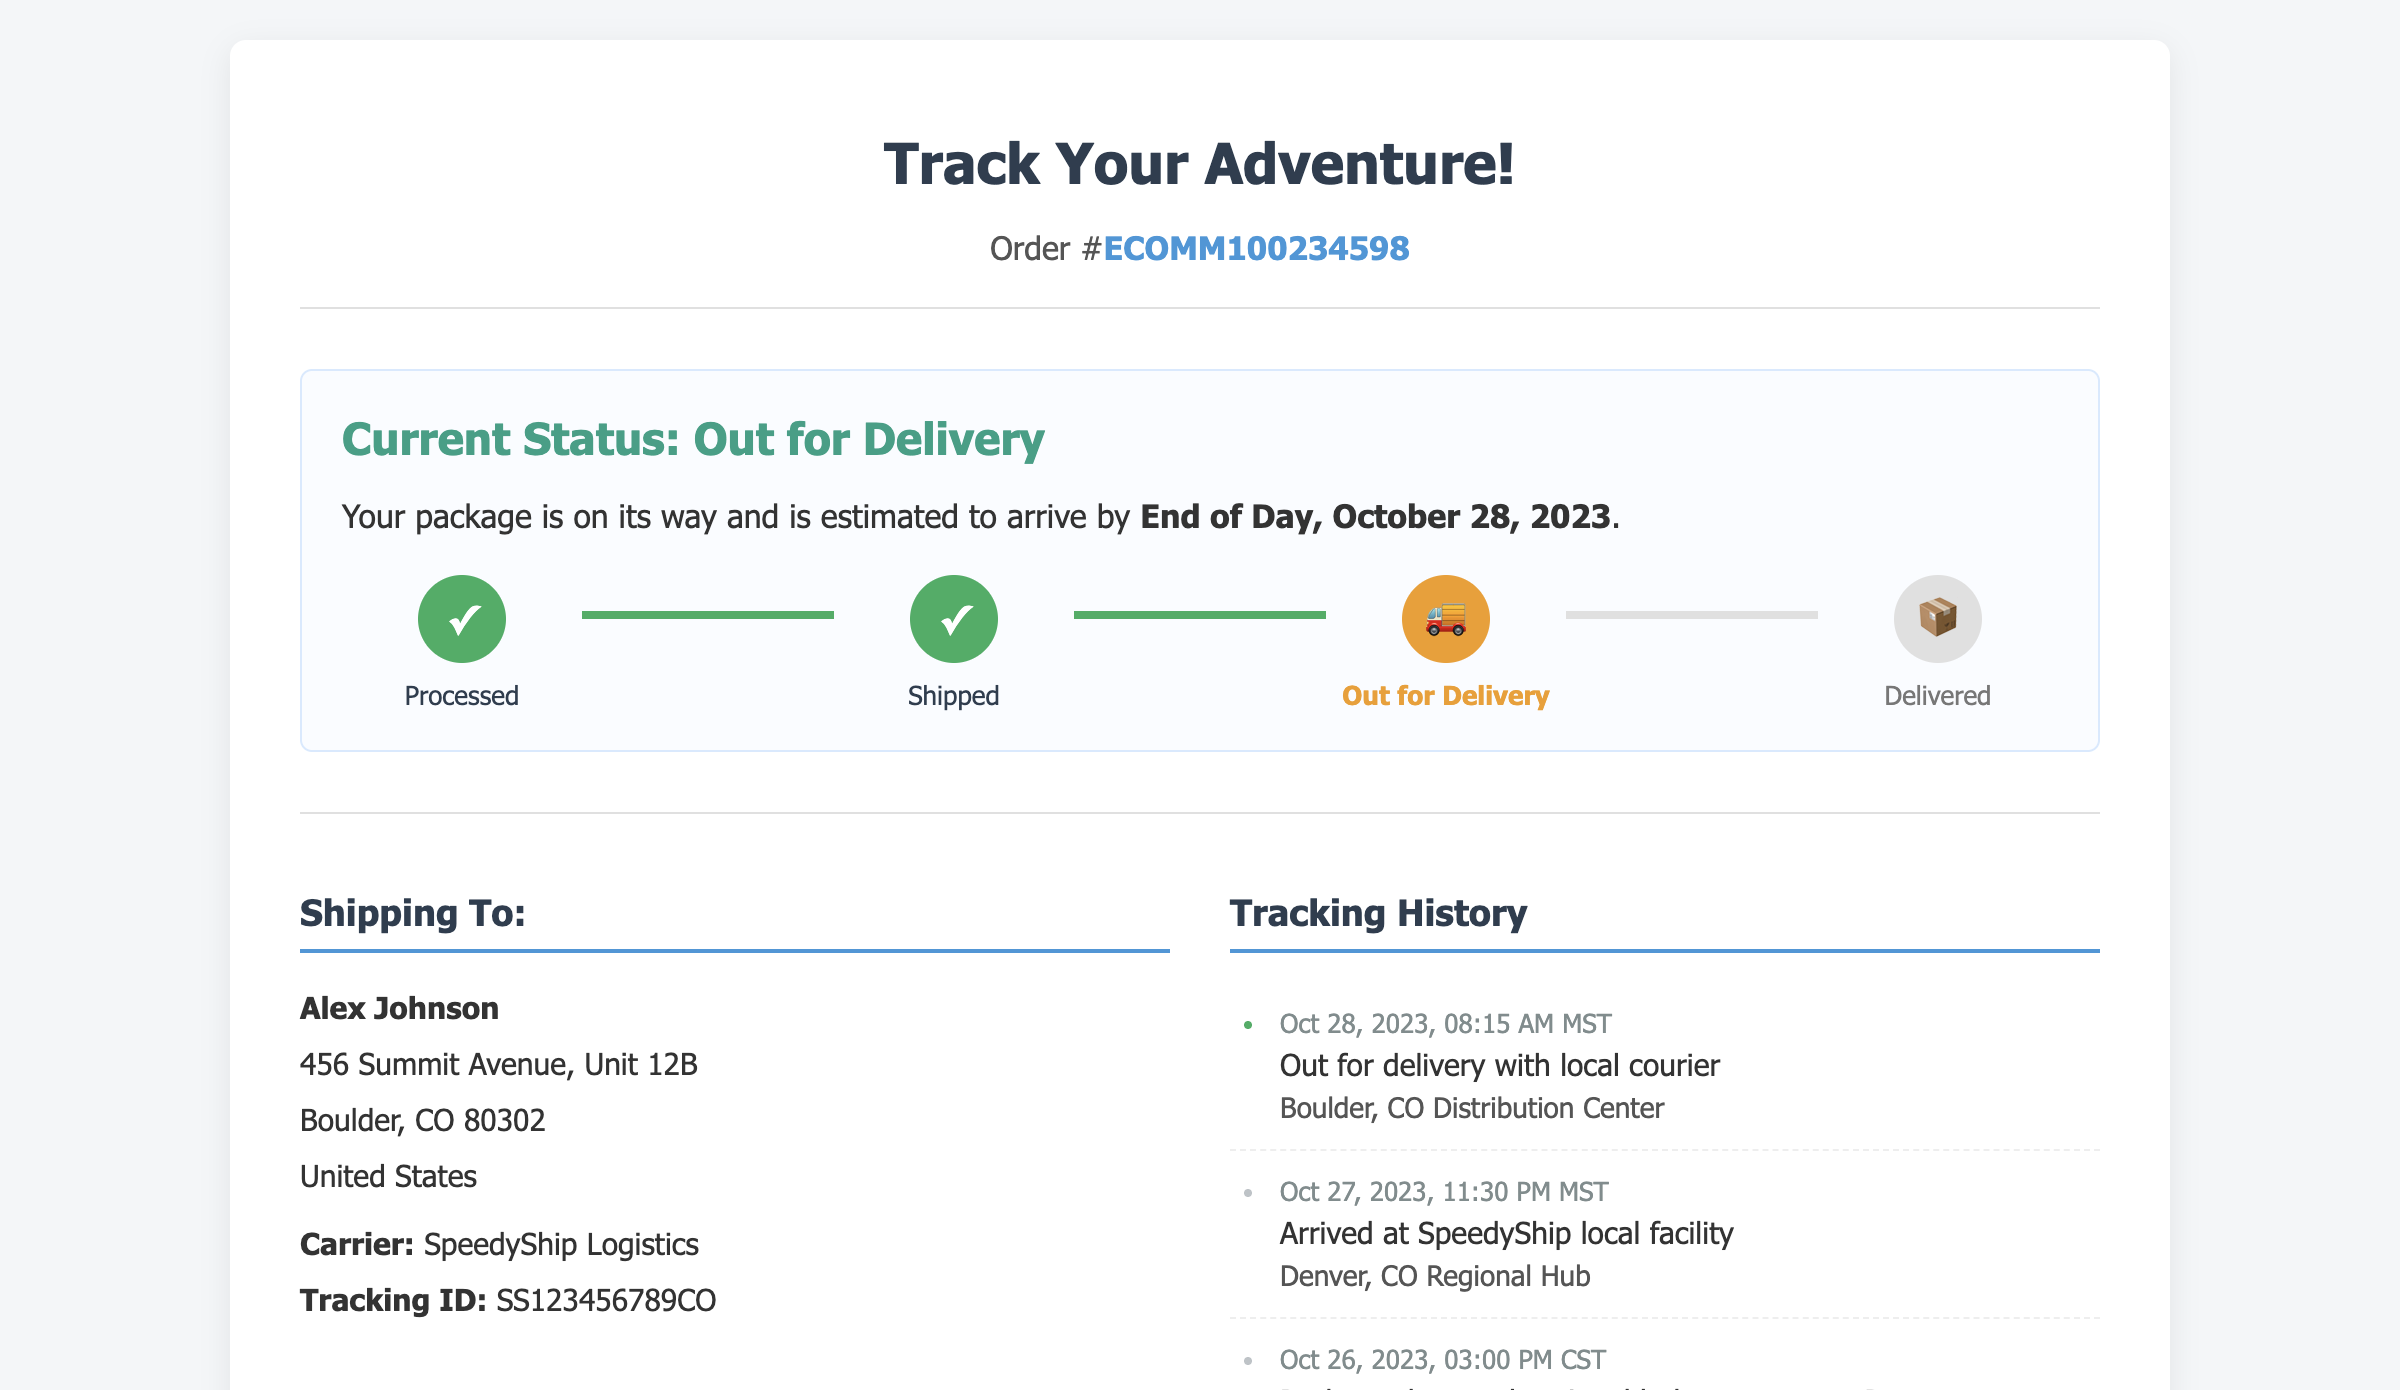 Track Your Adventure!
Order #ECOMM100234598
Current Status: Out for Delivery
Your package is on its way and is estimated to arrive by End of Day, October 28, 2023.
Processed
Shipped
Out for Delivery
Delivered
Shipping To:
Alex Johnson
456 Summit Avenue, Unit 12B
Boulder, CO 80302
United States
Carrier: SpeedyShip Logistics
Tracking ID: SS123456789CO
Tracking History
Oct 28, 2023, 08:15 AM MST
Out for delivery with local courier
Boulder, CO Distribution Center
Oct 27, 2023, 11:30 PM MST
Arrived at SpeedyShip local facility
Denver, CO Regional Hub
Oct 26, 2023, 03:00 PM CST